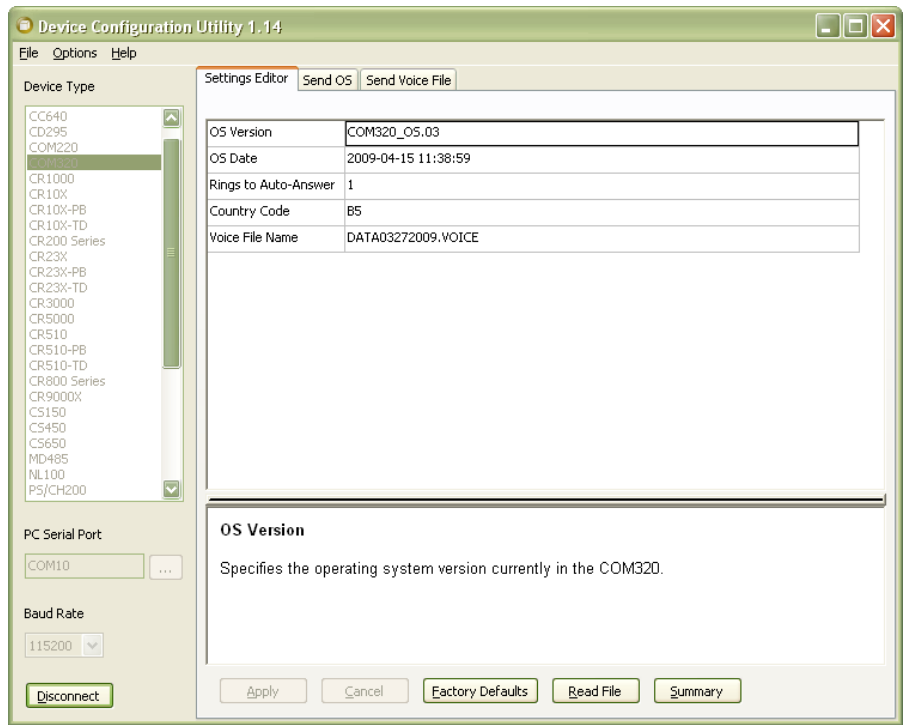 Device Configuration Utility 1.14
File Options Help
Device Type
CC640
CD295
COM220
COM320
CR1000
CR10X
CR10X-PB
CR10X-TD
CR200 Series
CR23X
CR23X-PB
CR23X-TD
CR3000
CR5000
CR510
CR510-PB
CR510-TD
CR800 Series
CR9000X
CS150
CS450
CS650
MD485
NL100
PS/CH200
PC Serial Port
COM10 ...
Baud Rate
115200
Disconnect
Settings Editor Send OS Send Voice File
OS Version COM320_OS.03
OS Date 2009-04-15 11:38:59
Rings to Auto-Answer 1
Country Code B5
Voice File Name DATA03272009.VOICE
OS Version
Specifies the operating system version currently in the COM320.
Apply Cancel Factory Defaults Read File Summary